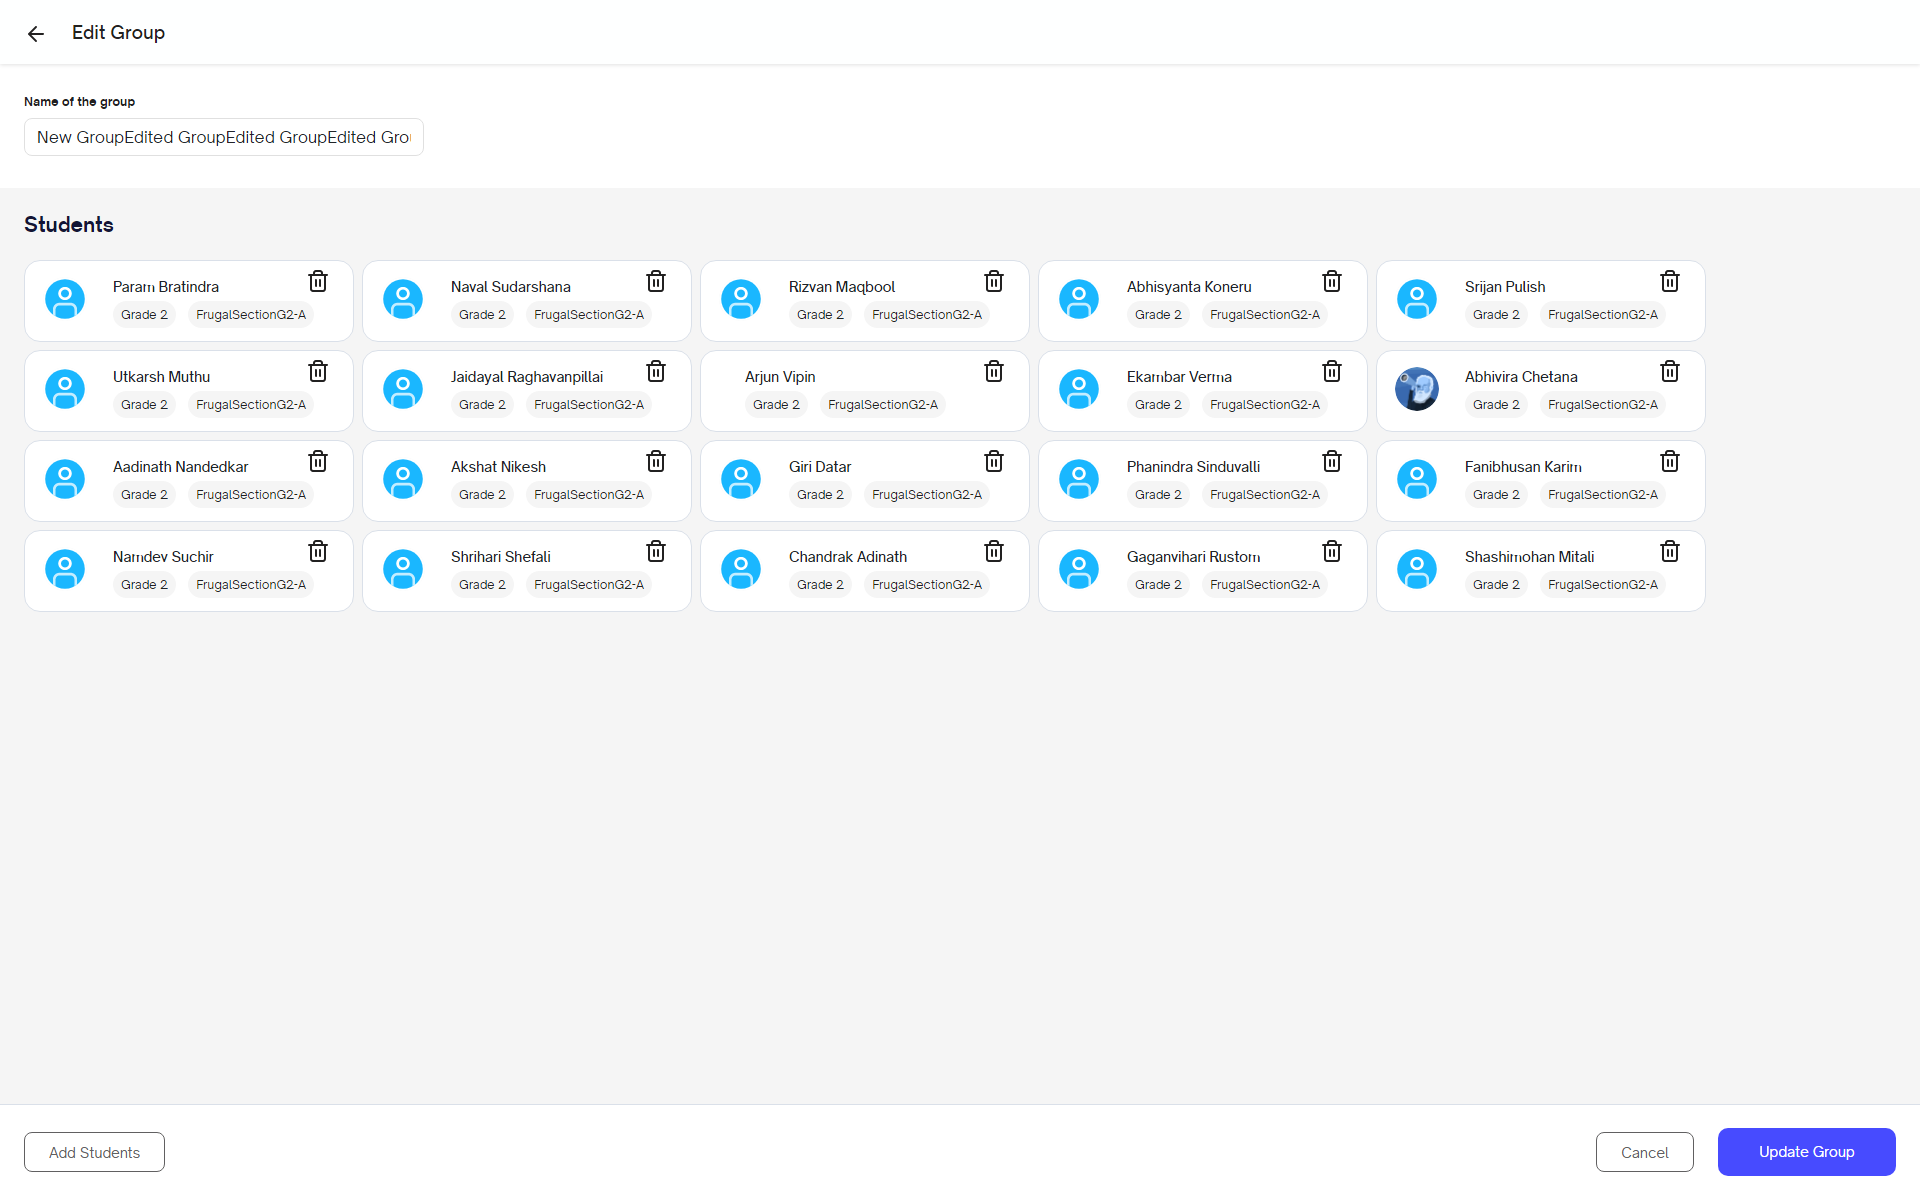 Edit Group
Name of the group
New GroupEdited GroupEdited GroupEdited Gro
Students
Param Bratindra
Grade 2 FrugalSectionG2-A
Naval Sudarshana
Grade 2 FrugalSectionG2-A
Rizvan Maqbool
Grade 2 FrugalSectionG2-A
Abhisyanta Koneru
Grade 2 FrugalSectionG2-A
Srijan Pulish
Grade 2 FrugalSectionG2-A
Utkarsh Muthu
Grade 2 FrugalSectionG2-A
Jaidayal Raghavanpillai
Grade 2 FrugalSectionG2-A
Arjun Vipin
Grade 2 FrugalSectionG2-A
Ekambar Verma
Grade 2 FrugalSectionG2-A
Abhivira Chetana
Grade 2 FrugalSectionG2-A
Aadinath Nandedkar
Grade 2 FrugalSectionG2-A
Akshat Nikesh
Grade 2 FrugalSectionG2-A
Giri Datar
Grade 2 FrugalSectionG2-A
Phanindra Sinduvalli
Grade 2 FrugalSectionG2-A
Fanibhusan Karim
Grade 2 FrugalSectionG2-A
Namdev Suchir
Grade 2 FrugalSectionG2-A
Shrihari Shefali
Grade 2 FrugalSectionG2-A
Chandrak Adinath
Grade 2 FrugalSectionG2-A
Gaganvihari Rustom
Grade 2 FrugalSectionG2-A
Shashimohan Mitali
Grade 2 FrugalSectionG2-A
Add Students
Cancel
Update Group